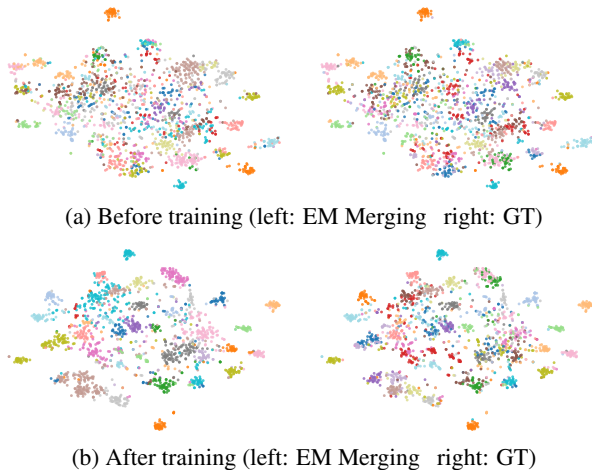 (a) Before training (left: EM Merging right: GT)
(b) After training (left: EM Merging right: GT)